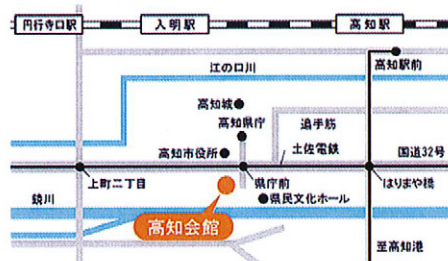 円行寺口駅
入明駅
高知駅
高知駅前
江の口川
高知城
高知県庁
追手筋
高知市役所
土佐電鉄
国道32号
上町二丁目
県庁前
はりまや橋
鏡川
県民文化ホール
高知会館
至高知港